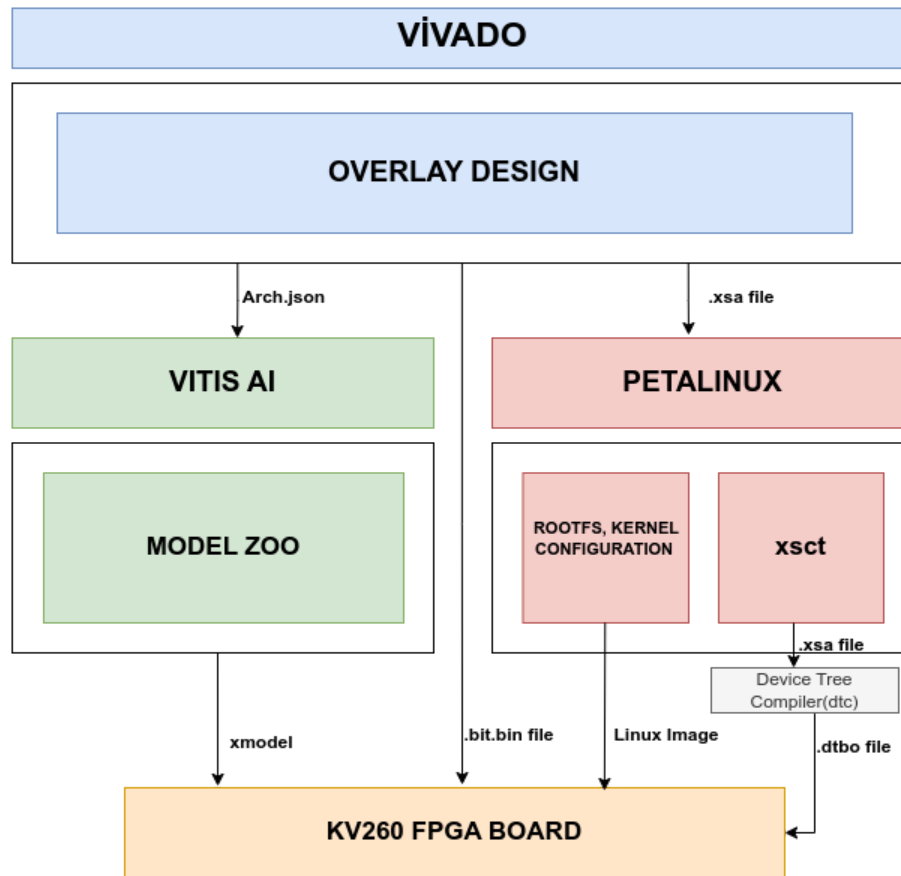 VİVADO
OVERLAY DESIGN
Arch.json
.xsa file
VITIS AI
PETALINUX
MODEL ZOO
ROOTFS, KERNEL
CONFIGURATION
xsct
.xsa file
Device Tree
Compiler(dtc)
xmodel
.bit.bin file
Linux Image
.dtbo file
KV260 FPGA BOARD